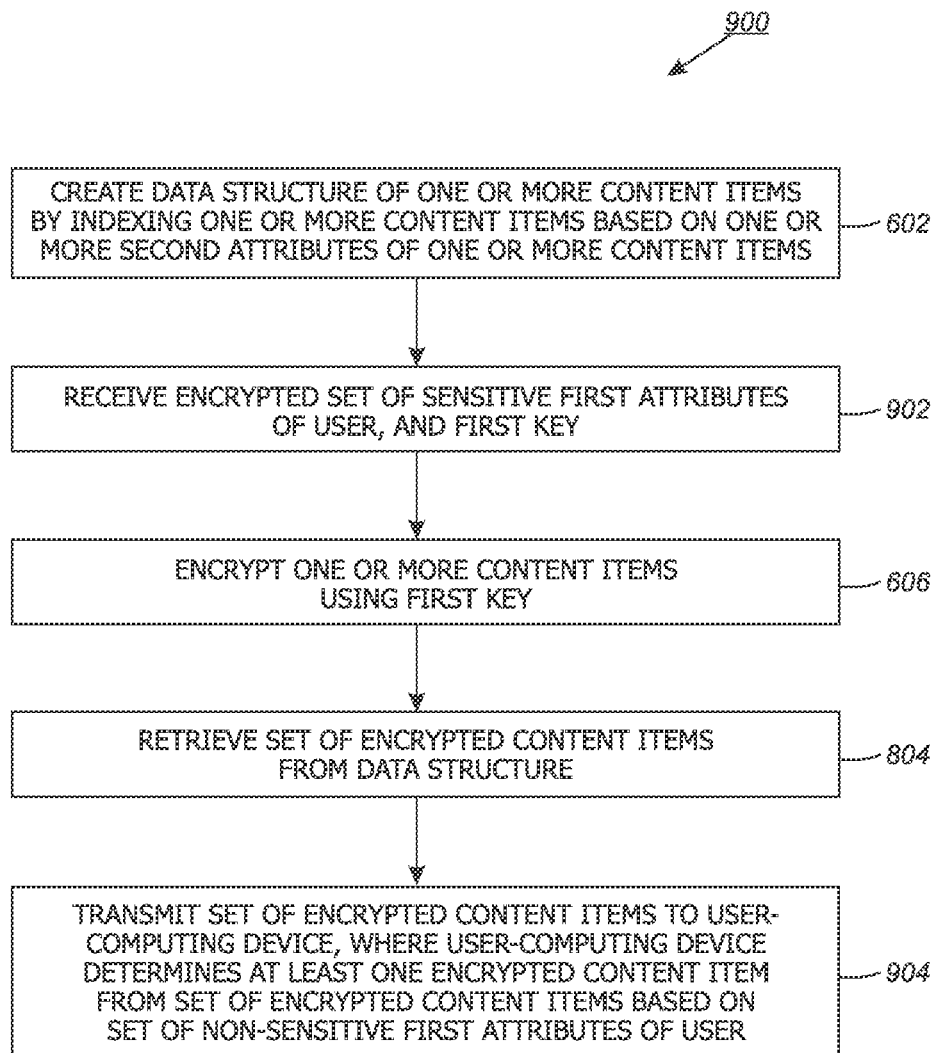 900
CREATE DATA STRUCTURE OF ONE OR MORE CONTENT ITEMS
BY INDEXING ONE OR MORE CONTENT ITEMS BASED ON ONE OR
MORE SECOND ATTRIBUTES OF ONE OR MORE CONTENT ITEMS
602
RECEIVE ENCRYPTED SET OF SENSITIVE FIRST ATTRIBUTES
OF USER, AND FIRST KEY
902
ENCRYPT ONE OR MORE CONTENT ITEMS
USING FIRST KEY
606
RETRIEVE SET OF ENCRYPTED CONTENT ITEMS
FROM DATA STRUCTURE
804
TRANSMIT SET OF ENCRYPTED CONTENT ITEMS TO USER-
COMPUTING DEVICE, WHERE USER-COMPUTING DEVICE
DETERMINES AT LEAST ONE ENCRYPTED CONTENT ITEM
FROM SET OF ENCRYPTED CONTENT ITEMS BASED ON
SET OF NON-SENSITIVE FIRST ATTRIBUTES OF USER
904